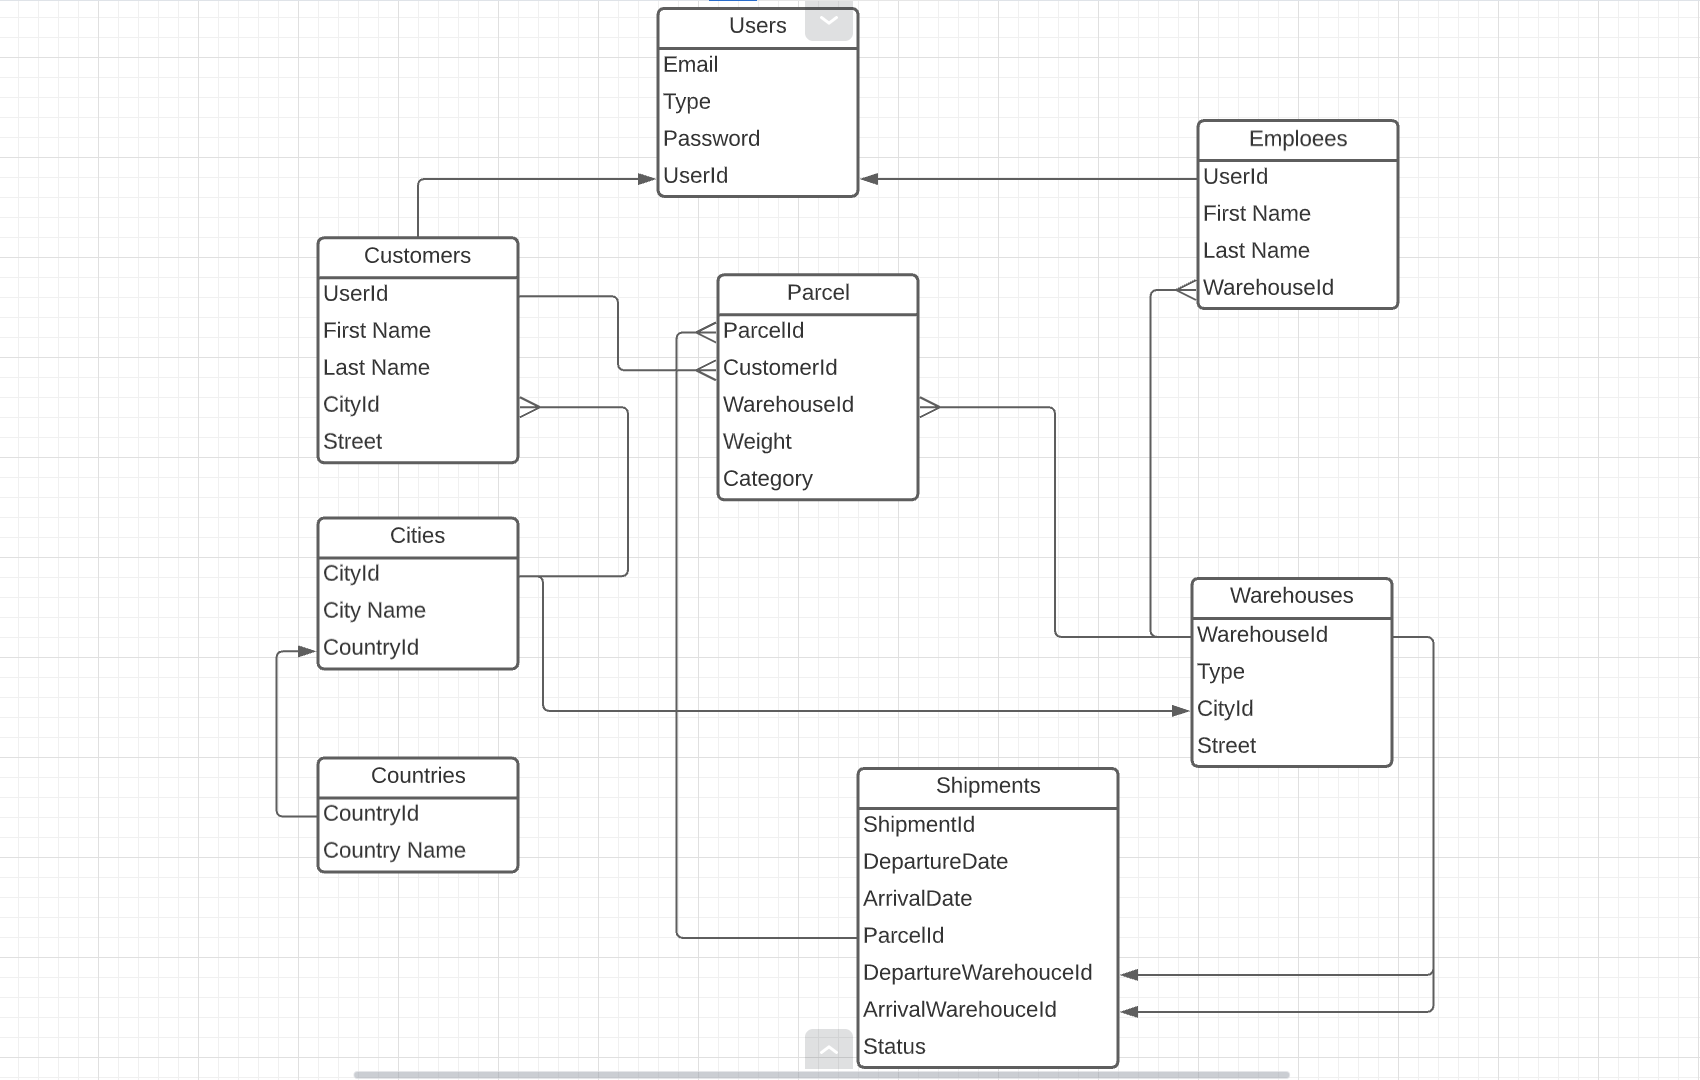 Users
Email
Type
Password
UserId
Emploees
UserId
First Name
Last Name
WarehouseId
Customers
UserId
First Name
Last Name
CityId
Street
Parcel
ParcelId
CustomerId
WarehouseId
Weight
Category
Cities
CityId
City Name
CountryId
Warehouses
WarehouseId
Type
CityId
Street
Countries
CountryId
Country Name
Shipments
ShipmentId
DepartureDate
ArrivalDate
ParcelId
DepartureWarehouceId
ArrivalWarehouceId
Status